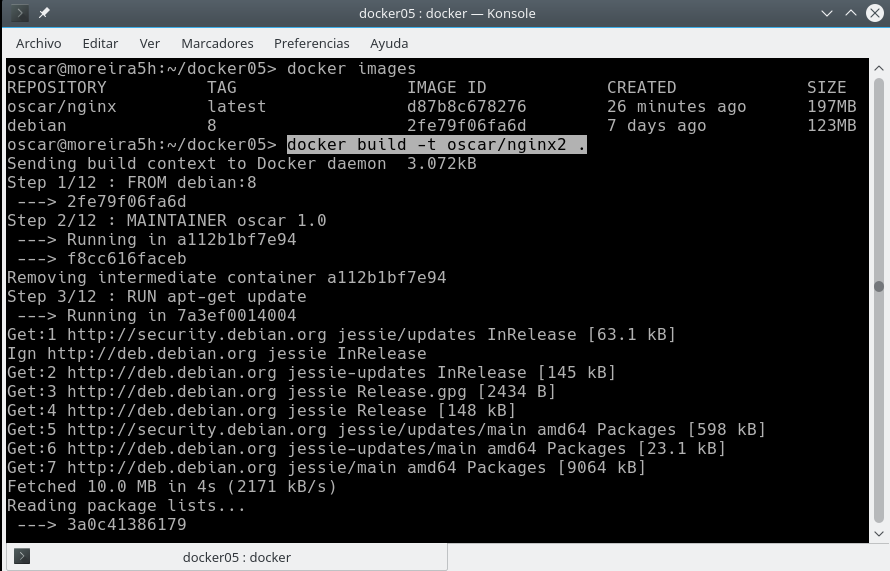 docker05 : docker — Konsole
Archivo Editar Ver Marcadores Preferencias Ayuda
oscar@moreira5h:~/docker05> docker images
REPOSITORY TAG IMAGE ID CREATED SIZE
oscar/nginx latest d87b8c678276 26 minutes ago 197MB
debian 8 2fe79f06fa6d 7 days ago 123MB
oscar@moreira5h:~/docker05> docker build -t oscar/nginx2 .
Sending build context to Docker daemon 3.072kB
Step 1/12 : FROM debian:8
---> 2fe79f06fa6d
Step 2/12 : MAINTAINER oscar 1.0
---> Running in a112b1bf7e94
---> f8cc616faceb
Removing intermediate container a112b1bf7e94
Step 3/12 : RUN apt-get update
---> Running in 7a3ef0014004
Get:1 http://security.debian.org jessie/updates InRelease [63.1 kB]
Ign http://deb.debian.org jessie InRelease
Get:2 http://deb.debian.org jessie-updates InRelease [145 kB]
Get:3 http://deb.debian.org jessie Release.gpg [2434 B]
Get:4 http://deb.debian.org jessie Release [148 kB]
Get:5 http://security.debian.org jessie/updates/main amd64 Packages [598 kB]
Get:6 http://deb.debian.org jessie-updates/main amd64 Packages [23.1 kB]
Get:7 http://deb.debian.org jessie/main amd64 Packages [9064 kB]
Fetched 10.0 MB in 4s (2171 kB/s)
Reading package lists...
---> 3a0c41386179
docker05 : docker